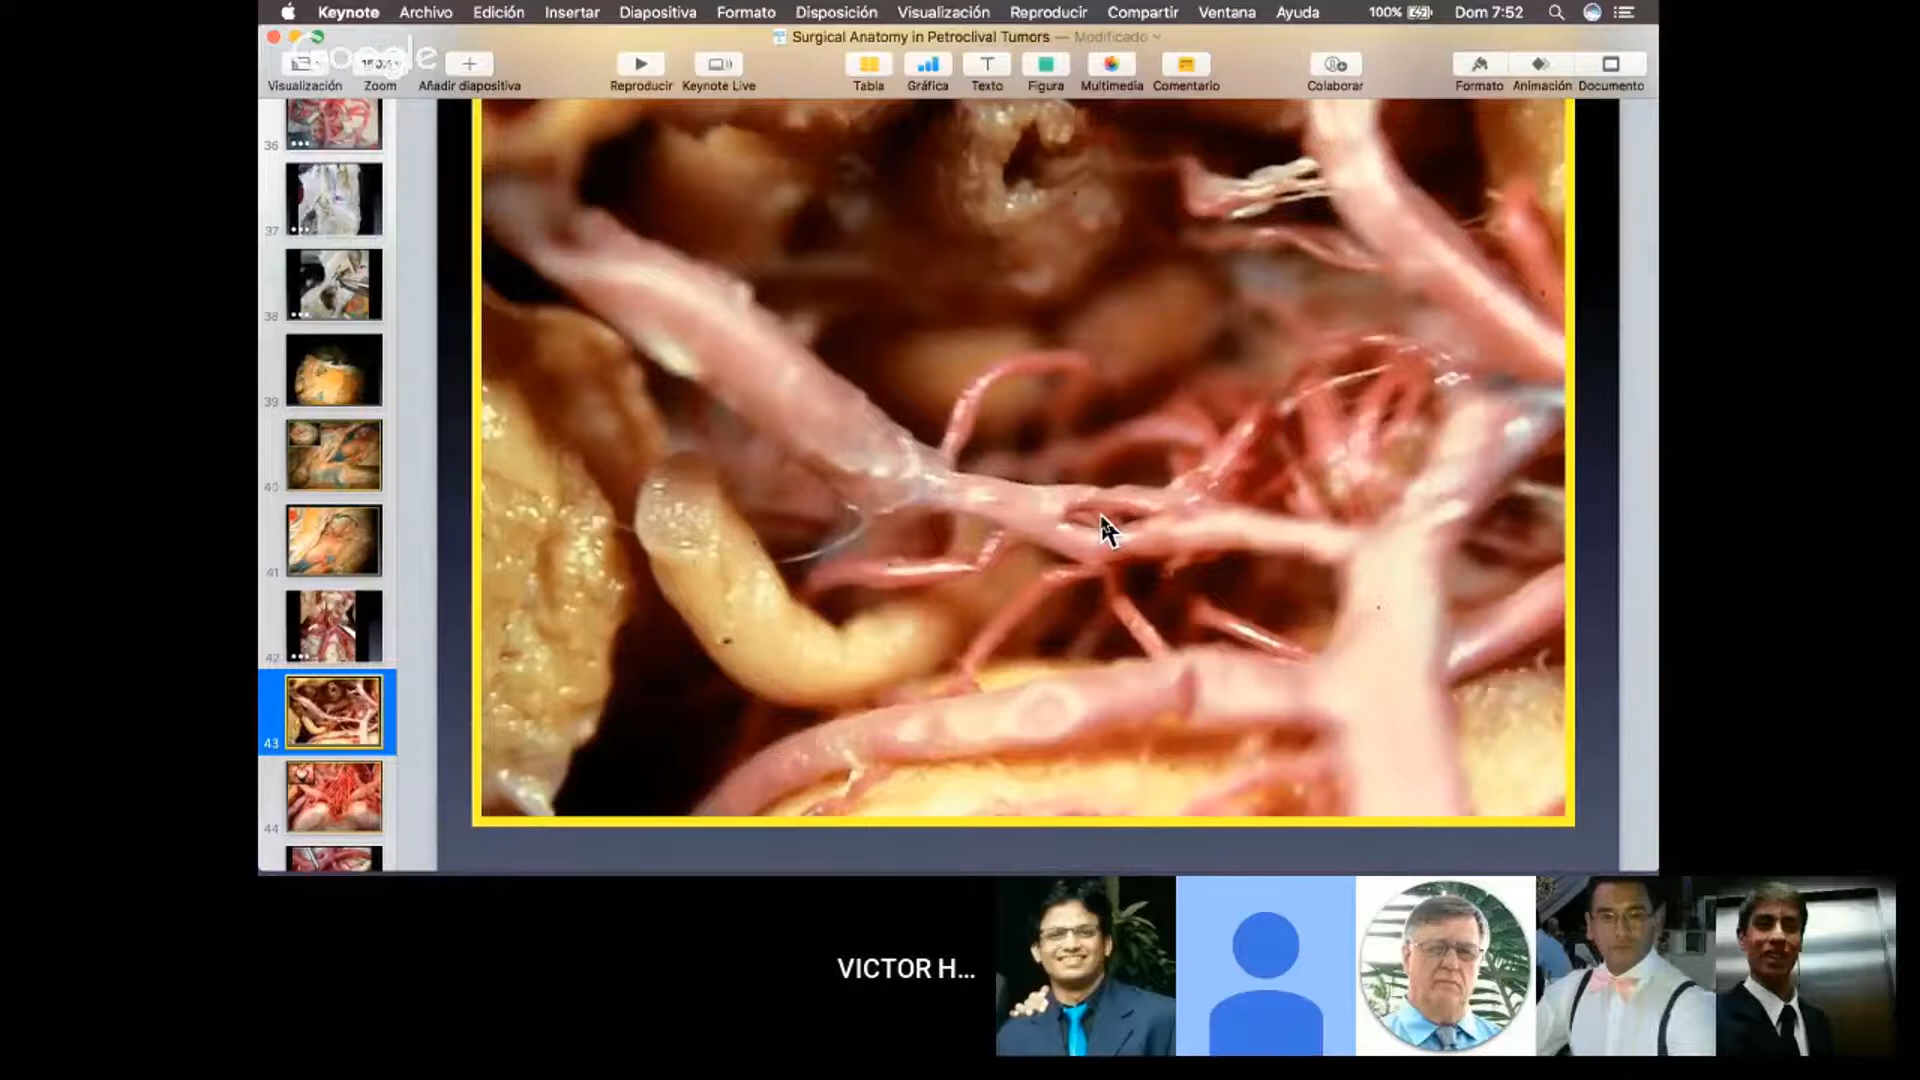 Keynote Archivo Edición Insertar Diapositiva Formato Disposición Visualización Reproducir Compartir Ventana Ayuda 100% Dom 7:52
Surgical Anatomy in Petroclival Tumors — Modificado
Google
Visualización Zoom Añadir diapositiva Reproducir Keynote Live Tabla Gráfica Texto Figura Multimedia Comentario Colaborar Formato Animación Documento
36
37
38
39
40
41
42
43
44
VICTOR H...